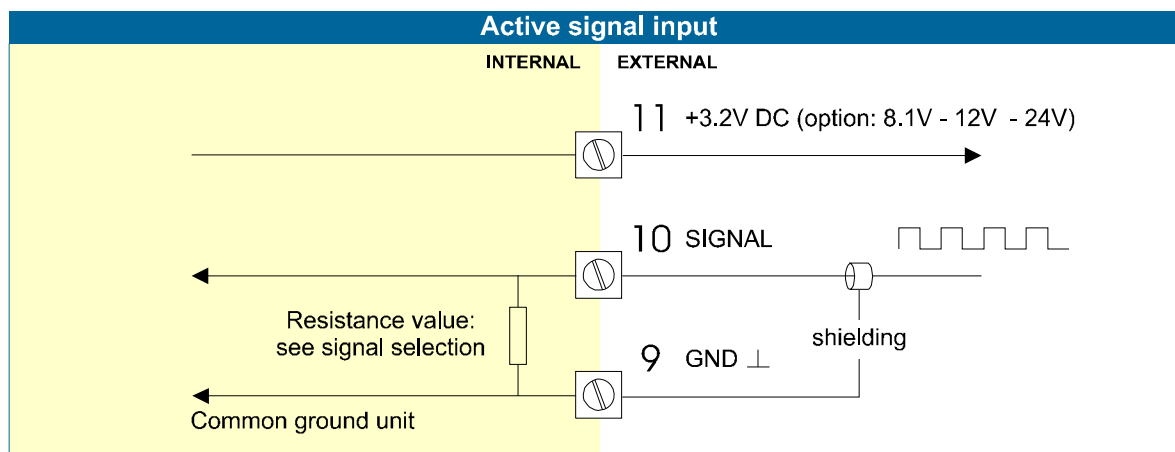 Active signal input
INTERNAL EXTERNAL
11 +3.2V DC (option: 8.1V - 12V - 24V)
10 SIGNAL
Resistance value:
see signal selection
shielding
9 GND ⊥
Common ground unit